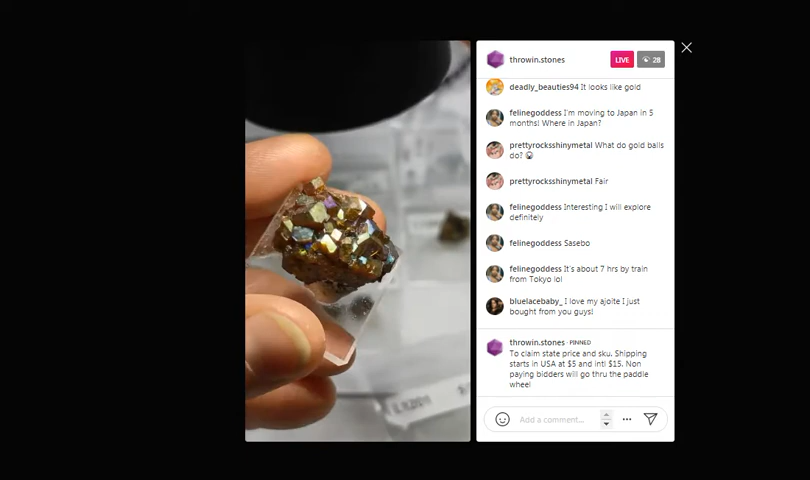 throwin.stones
LIVE
28
deadly_beauties94 It looks like gold
felinegoddess I'm moving to Japan in 5
months! Where in Japan?
prettyrocksshinymetal What do gold balls
do?
prettyrocksshinymetal Fair
felinegoddess Interesting I will explore
definitely
felinegoddess Sasebo
felinegoddess It's about 7 hrs by train
from Tokyo lol
bluelacebaby_ I love my ajoite I just
bought from you guys!
throwin.stones · PINNED
To claim state price and sku. Shipping
starts in USA at $5 and intl $15. Non
paying bidders will go thru the paddle
wheel
Add a comment...